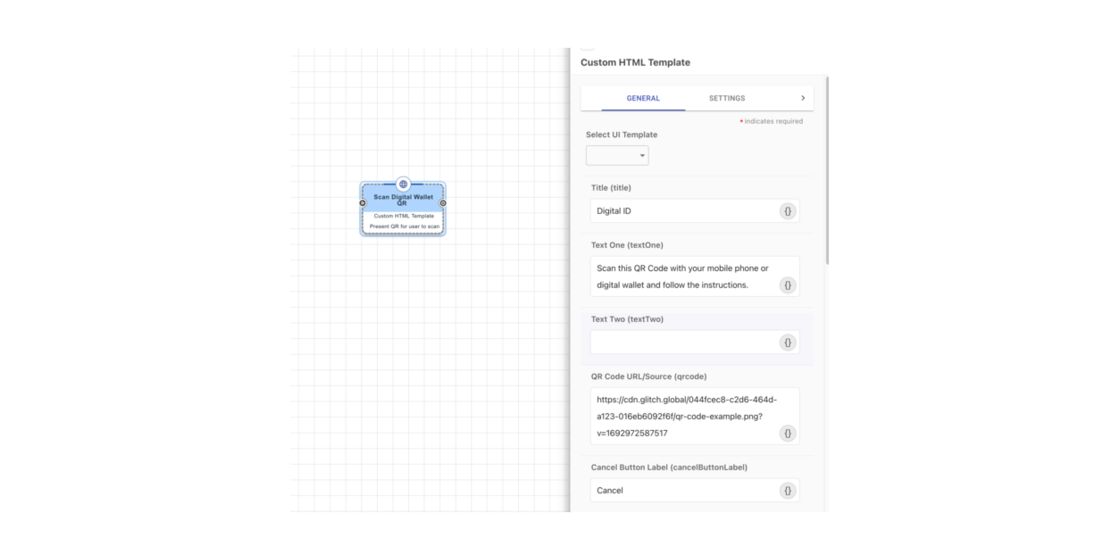 Custom HTML Template
GENERAL
SETTINGS
* indicates required
Select UI Template
Scan Digital Wallet
QR
Custom HTML Template
Present QR for user to scan
Title (title)
Digital ID
{}
Text One (textOne)
Scan this QR Code with your mobile phone or
digital wallet and follow the instructions.
{}
Text Two (textTwo)
{}
QR Code URL/Source (qrcode)
https://cdn.glitch.global/044fcec8-c2d6-464d-
a123-016eb6092f6f/qr-code-example.png?
v=1692972587517
{}
Cancel Button Label (cancelButtonLabel)
Cancel
{}